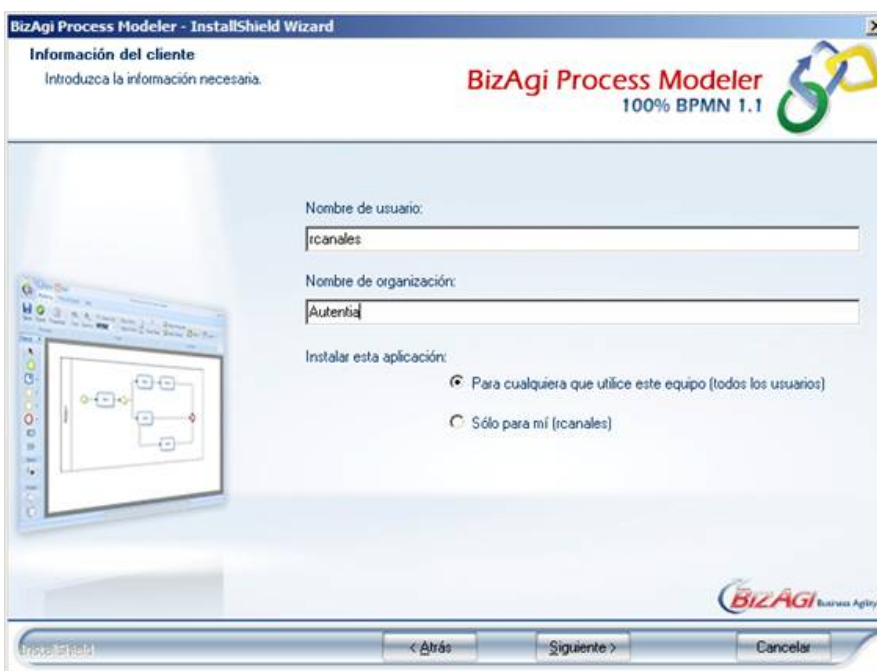 BizAgi Process Modeler - InstallShield Wizard
Información del cliente
Introduzca la información necesaria.
BizAgi Process Modeler
100% BPMN 1.1
Nombre de usuario:
rcanales
Nombre de organización:
Autentia
Instalar esta aplicación:
Para cualquiera que utilice este equipo (todos los usuarios)
Sólo para mí (rcanales)
BIZAGI Business Agility
InstallShield
< Atrás
Siguiente >
Cancelar